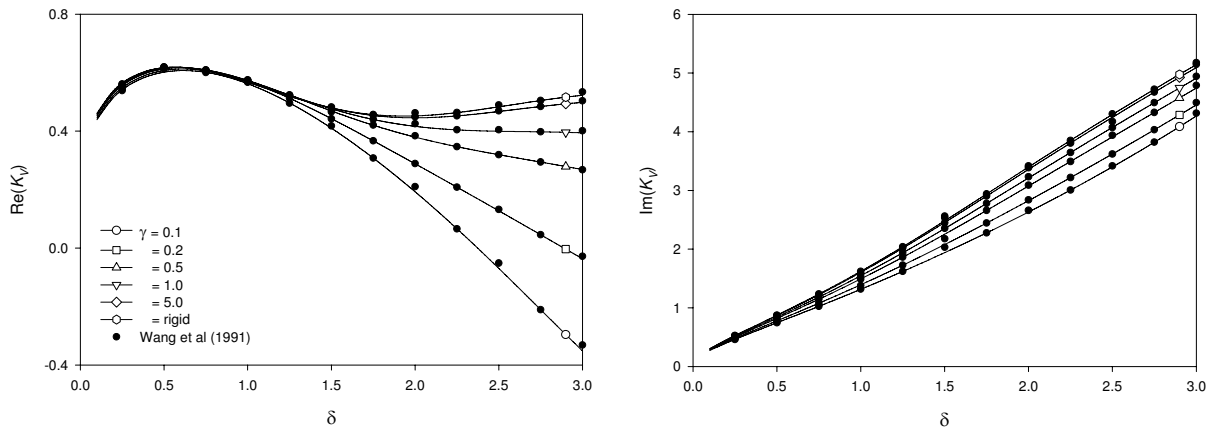 0.8
0.4
0.0
-0.4
Re(K_V)
γ = 0.1
= 0.2
= 0.5
= 1.0
= 5.0
= rigid
Wang et al (1991)
0.0 0.5 1.0 1.5 2.0 2.5 3.0
δ
6
5
4
3
2
1
0
Im(K_V)
0.0 0.5 1.0 1.5 2.0 2.5 3.0
δ